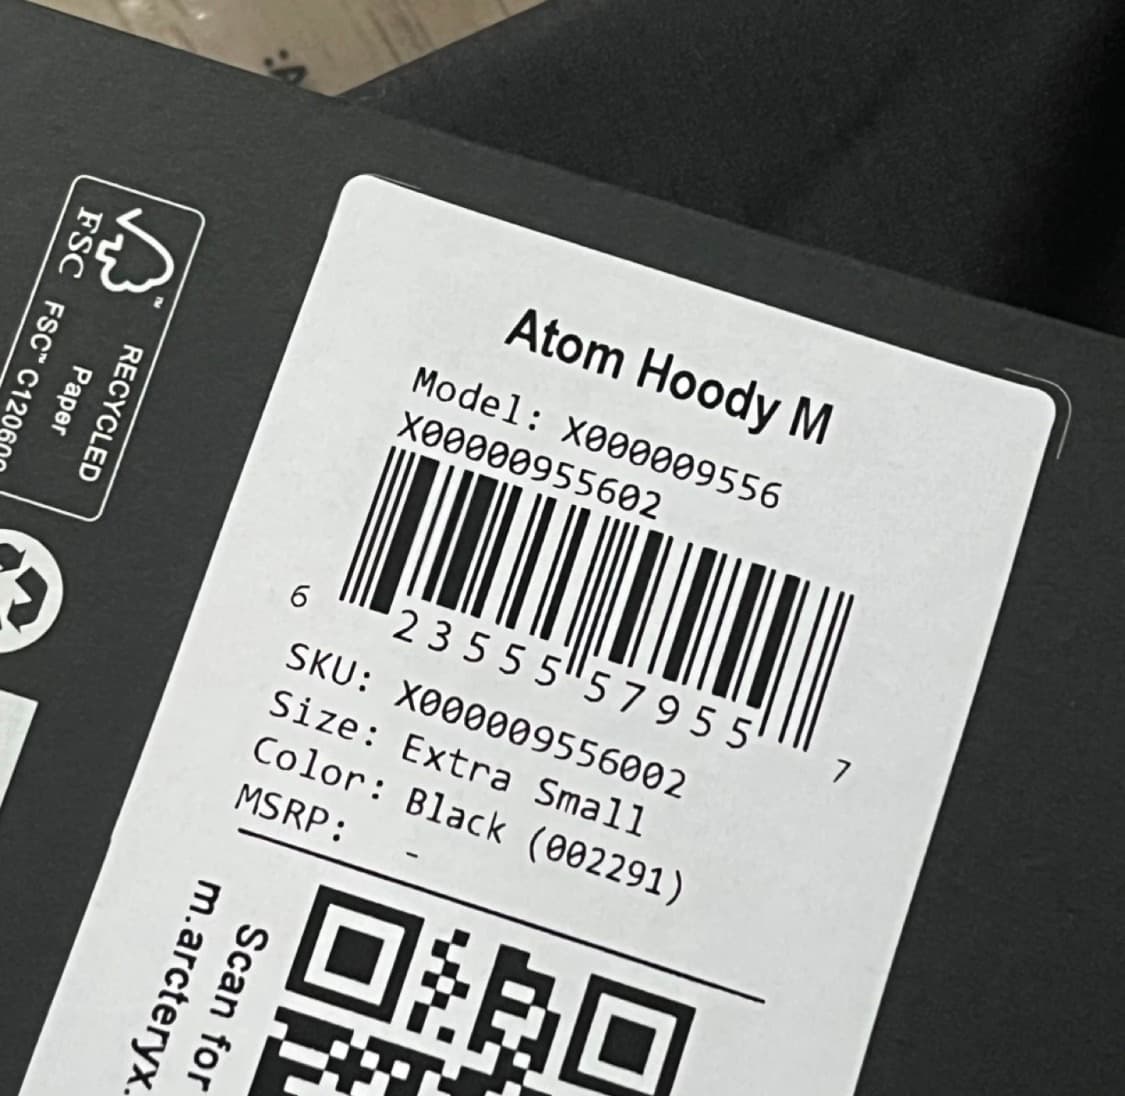 Atom Hoody M
Model: X000009556
X00000955602
6 23555 57955 7
SKU: X000009556002
Size: Extra Small
Color: Black (002291)
MSRP: -
Scan for
m.arcteryx.
FSC
RECYCLED
Paper
FSC™ C120600